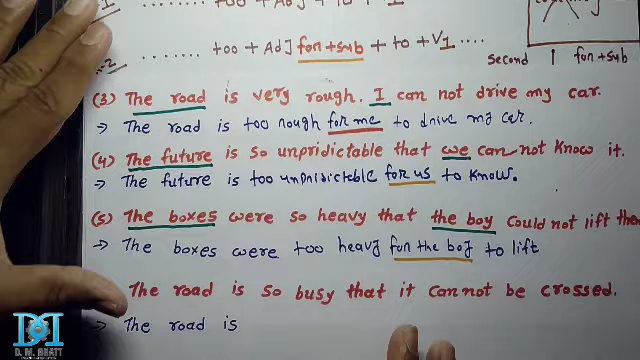 ....... too + Adj + to + V1
....... too + Adj for+sub + to + V1 ....
second | for+sub
(3) The road is very rough. I can not drive my car.
→ The road is too rough for me to drive my car.
(4) The future is so unpridictable that we can not know it.
→ The future is too unpridictable for us to know.
(5) The boxes were so heavy that the boy could not lift them
→ The boxes were too heavy for the boy to lift
The road is so busy that it can not be crossed.
→ The road is
D. M. BHATT